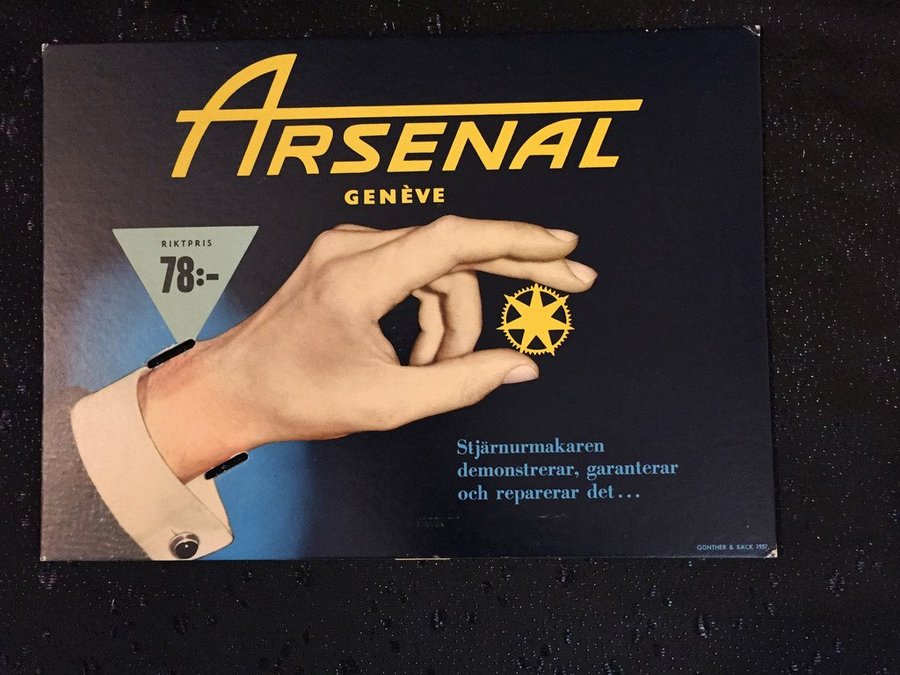 ARSENAL
GENÈVE
RIKTPRIS
78:-
Stjärnurmakaren
demonstrerar, garanterar
och reparerar det...
GÜNTHER & BÄCK 1957